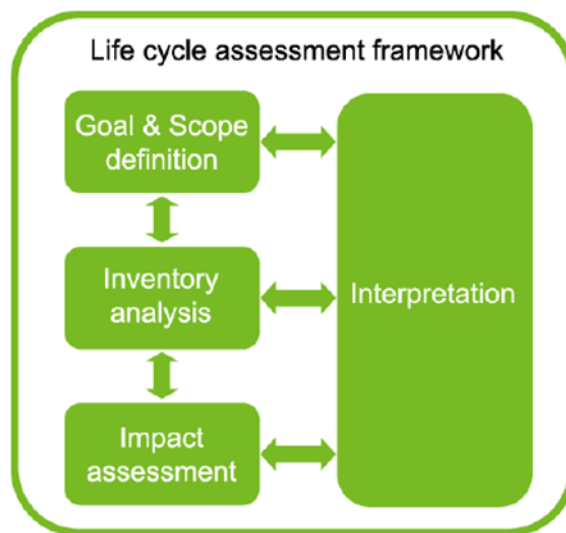 Life cycle assessment framework
Goal & Scope
definition
Inventory
analysis
Impact
assessment
Interpretation